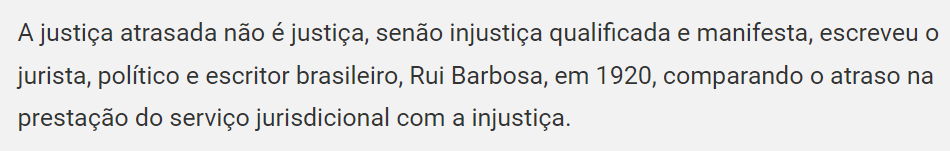 A justiça atrasada não é justiça, senão injustiça qualificada e manifesta, escreveu o
jurista, político e escritor brasileiro, Rui Barbosa, em 1920, comparando o atraso na
prestação do serviço jurisdicional com a injustiça.